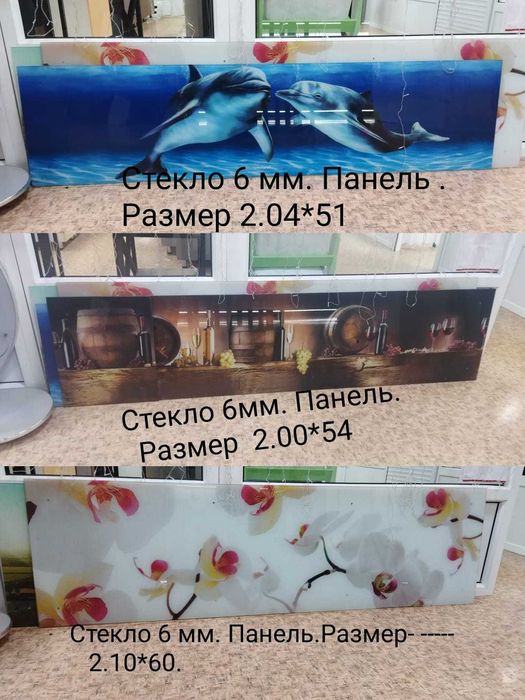 Стекло 6 мм. Панель .
Размер 2.04*51
Стекло 6мм. Панель.
Размер 2.00*54
Стекло 6 мм. Панель.Размер- -----
2.10*60.